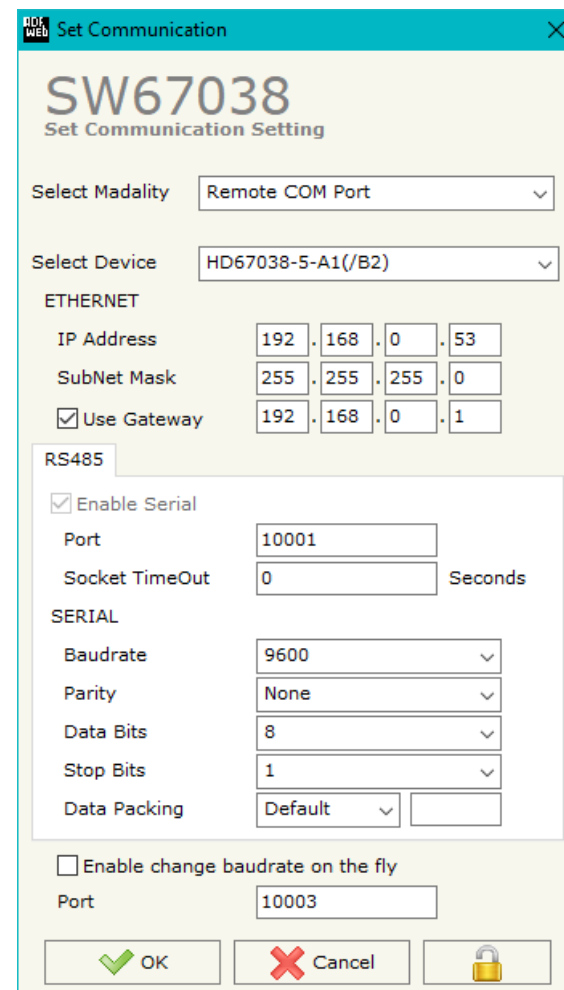 ADF
WEB
Set Communication
SW67038
Set Communication Setting
Select Madality Remote COM Port
Select Device HD67038-5-A1(/B2)
ETHERNET
IP Address 192 . 168 . 0 . 53
SubNet Mask 255 . 255 . 255 . 0
Use Gateway 192 . 168 . 0 . 1
RS485
Enable Serial
Port 10001
Socket TimeOut 0 Seconds
SERIAL
Baudrate 9600
Parity None
Data Bits 8
Stop Bits 1
Data Packing Default
Enable change baudrate on the fly
Port 10003
OK Cancel